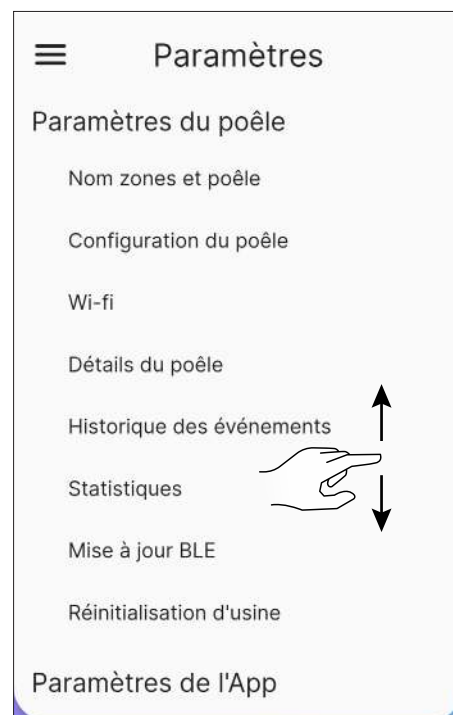 Paramètres
Paramètres du poêle
Nom zones et poêle
Configuration du poêle
Wi-fi
Détails du poêle
Historique des événements
Statistiques
Mise à jour BLE
Réinitialisation d'usine
Paramètres de l'App